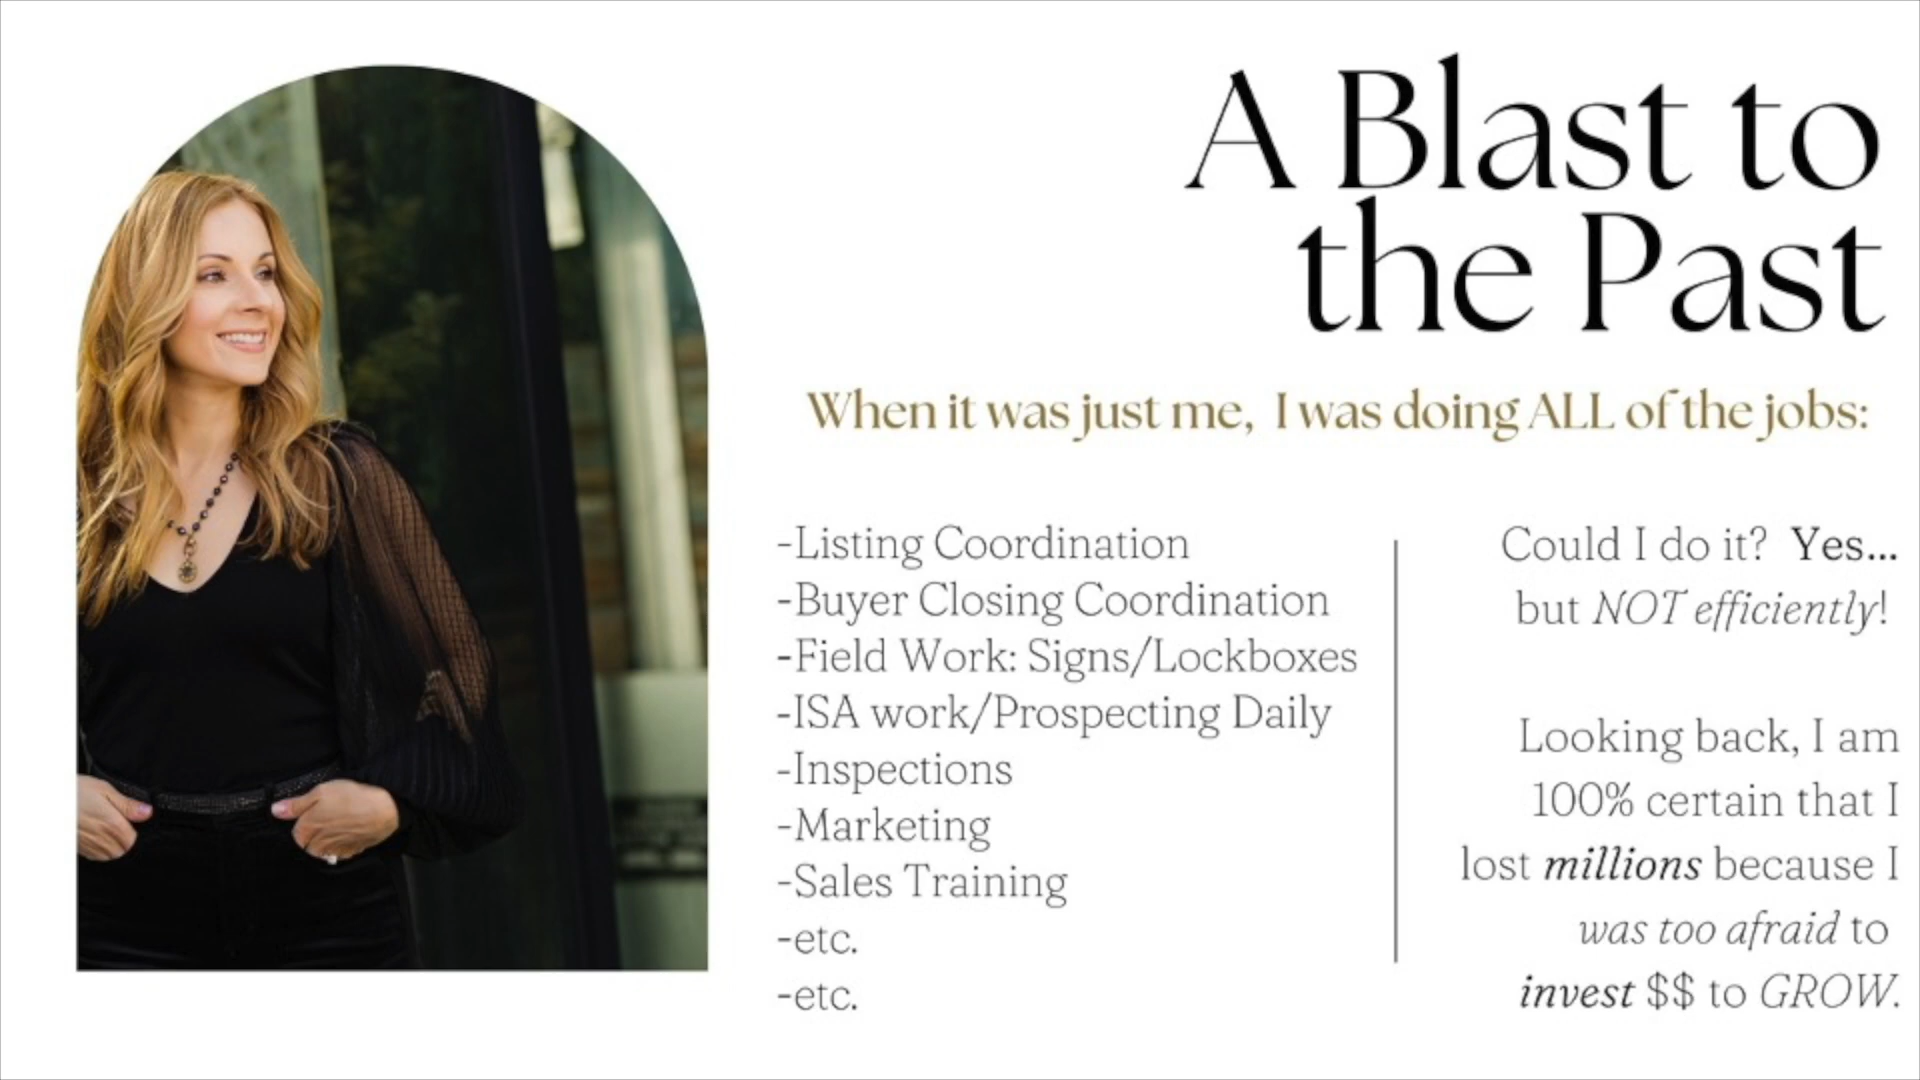 A Blast to
the Past
When it was just me, I was doing ALL of the jobs:
-Listing Coordination
-Buyer Closing Coordination
-Field Work: Signs/Lockboxes
-ISA work/Prospecting Daily
-Inspections
-Marketing
-Sales Training
-etc.
-etc.
Could I do it? Yes...
but NOT efficiently!
Looking back, I am
100% certain that I
lost millions because I
was too afraid to
invest $$ to GROW.